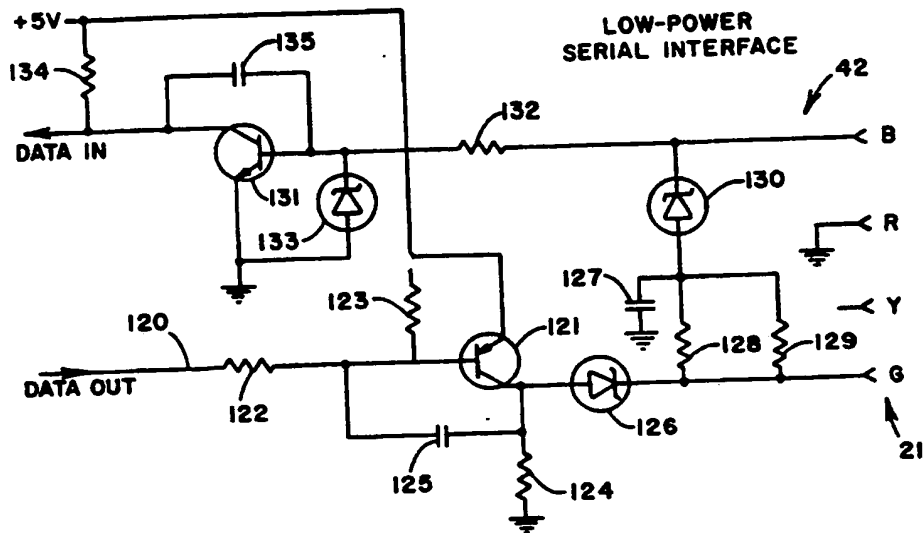 +5V
LOW-POWER
SERIAL INTERFACE
135
134
42
132
B
DATA IN
131
130
133
R
127
123
121
Y
120
128
129
DATA OUT
122
G
126
125
124
21